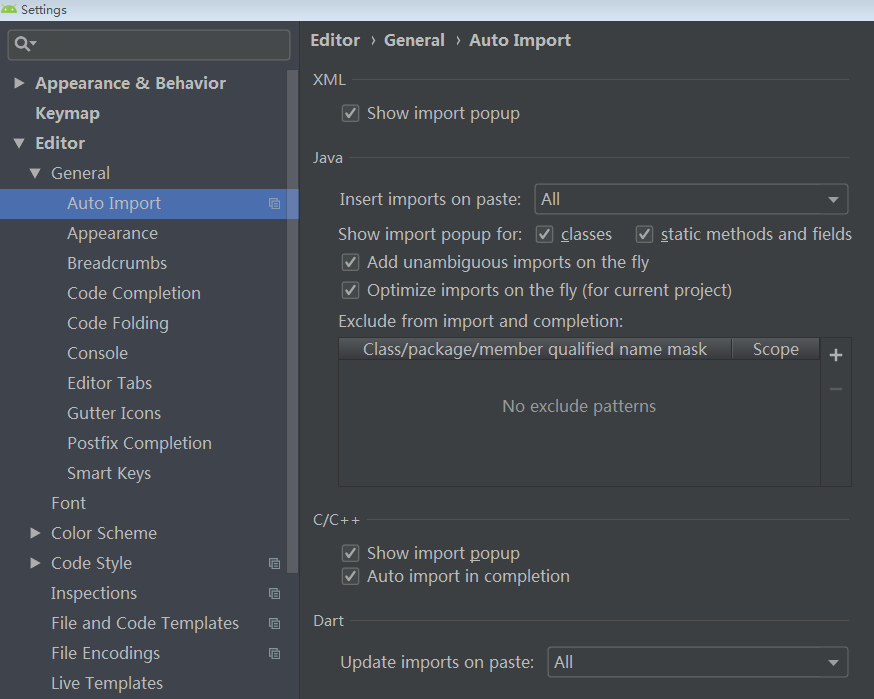 Settings
Appearance & Behavior
Keymap
Editor
General
Auto Import
Appearance
Breadcrumbs
Code Completion
Code Folding
Console
Editor Tabs
Gutter Icons
Postfix Completion
Smart Keys
Font
Color Scheme
Code Style
Inspections
File and Code Templates
File Encodings
Live Templates
Editor › General › Auto Import
XML
Show import popup
Java
Insert imports on paste: All
Show import popup for: classes static methods and fields
Add unambiguous imports on the fly
Optimize imports on the fly (for current project)
Exclude from import and completion:
Class/package/member qualified name mask Scope
No exclude patterns
C/C++
Show import popup
Auto import in completion
Dart
Update imports on paste: All